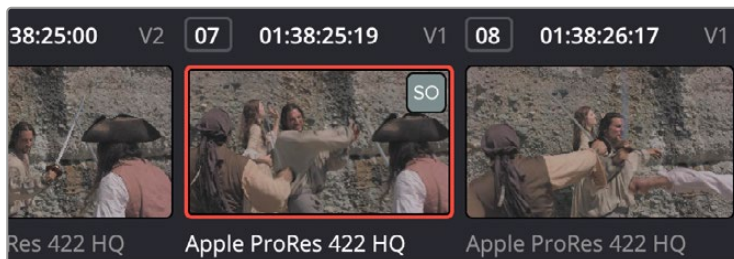 38:25:00 V2 07 01:38:25:19 V1 08 01:38:26:17 V1
SO
Res 422 HQ Apple ProRes 422 HQ Apple ProRes 422 HQ